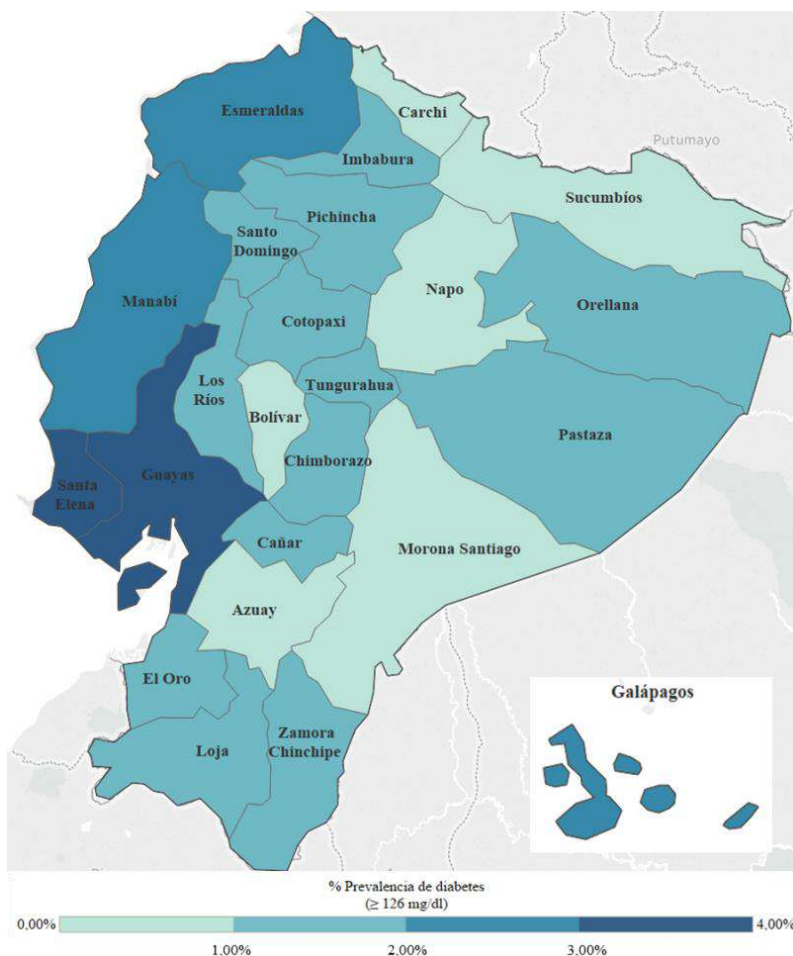 Carchi
Esmeraldas
Putumayo
Imbabura
Sucumbíos
Pichincha
Santo
Domingo
Napo
Manabí
Orellana
Cotopaxi
Los
Ríos
Tungurahua
Bolívar
Pastaza
Chimborazo
Guayas
Santa
Elena
Cañar
Morona Santiago
Azuay
El Oro
Galápagos
Zamora
Chinchipe
Loja
% Prevalencia de diabetes
(≥ 126 mg/dl)
0,00%
4.00%
1.00%
2.00%
3.00%